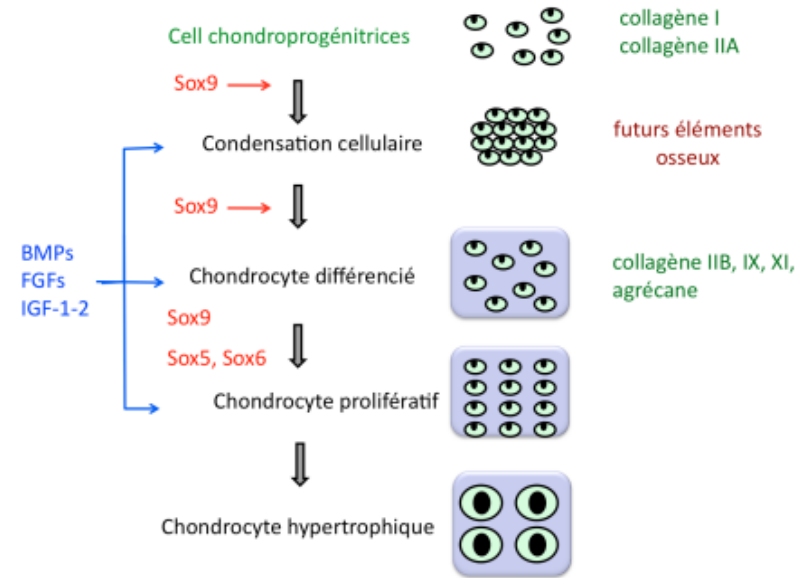 Cell chondroprogénitrices
collagène I
collagène IIA
Sox9
Condensation cellulaire
futurs éléments
osseux
Sox9
BMPs
FGFs
IGF-1-2
Chondrocyte différencié
collagène IIB, IX, XI,
agrécane
Sox9
Sox5, Sox6
Chondrocyte prolifératif
Chondrocyte hypertrophique